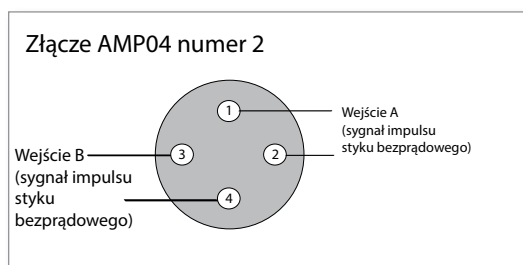 Złącze AMP04 numer 2
1
Wejście A
(sygnał impulsu
styku bezprądowego)
3
2
Wejście B
(sygnał impulsu
styku
bezprądowego)
4